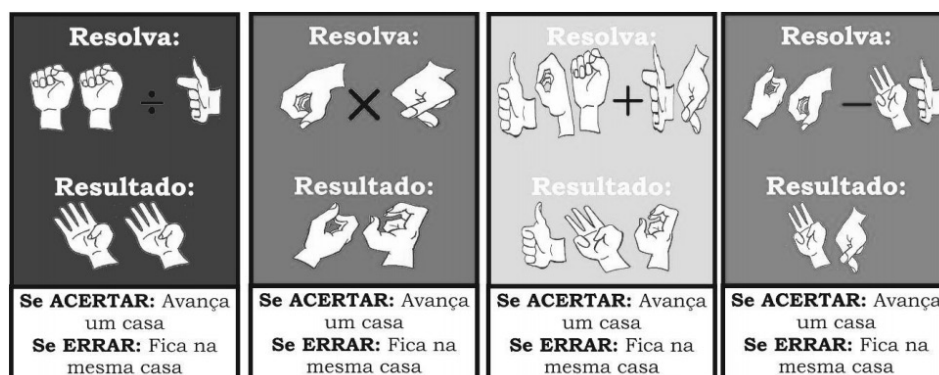 Resolva:
÷
Resultado:
Se ACERTAR: Avança
um casa
Se ERRAR: Fica na
mesma casa
Resolva:
×
Resultado:
Se ACERTAR: Avança
um casa
Se ERRAR: Fica na
mesma casa
Resolva:
+
Resultado:
Se ACERTAR: Avança
um casa
Se ERRAR: Fica na
mesma casa
Resolva:
−
Resultado:
Se ACERTAR: Avança
um casa
Se ERRAR: Fica na
mesma casa